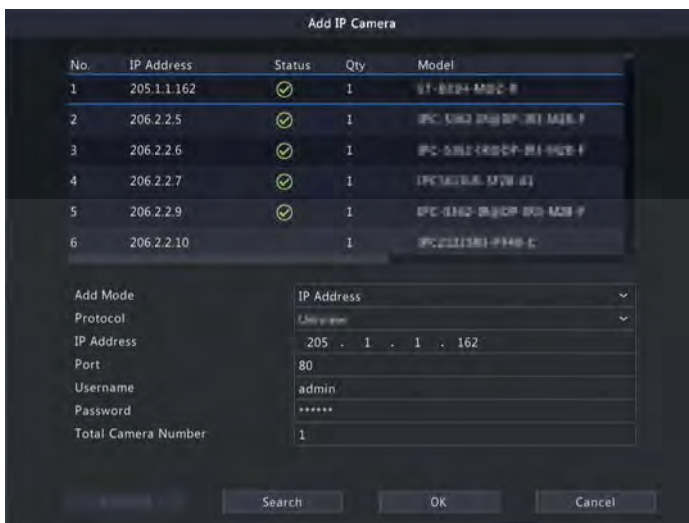 Add IP Camera
No. IP Address Status Qty Model
1 205.1.1.162 1
2 206.2.2.5 1
3 206.2.2.6 1
4 206.2.2.7 1
5 206.2.2.9 1
6 206.2.2.10 1
Add Mode IP Address
Protocol
IP Address 205 . 1 . 1 . 162
Port 80
Username admin
Password ******
Total Camera Number 1
Search OK Cancel